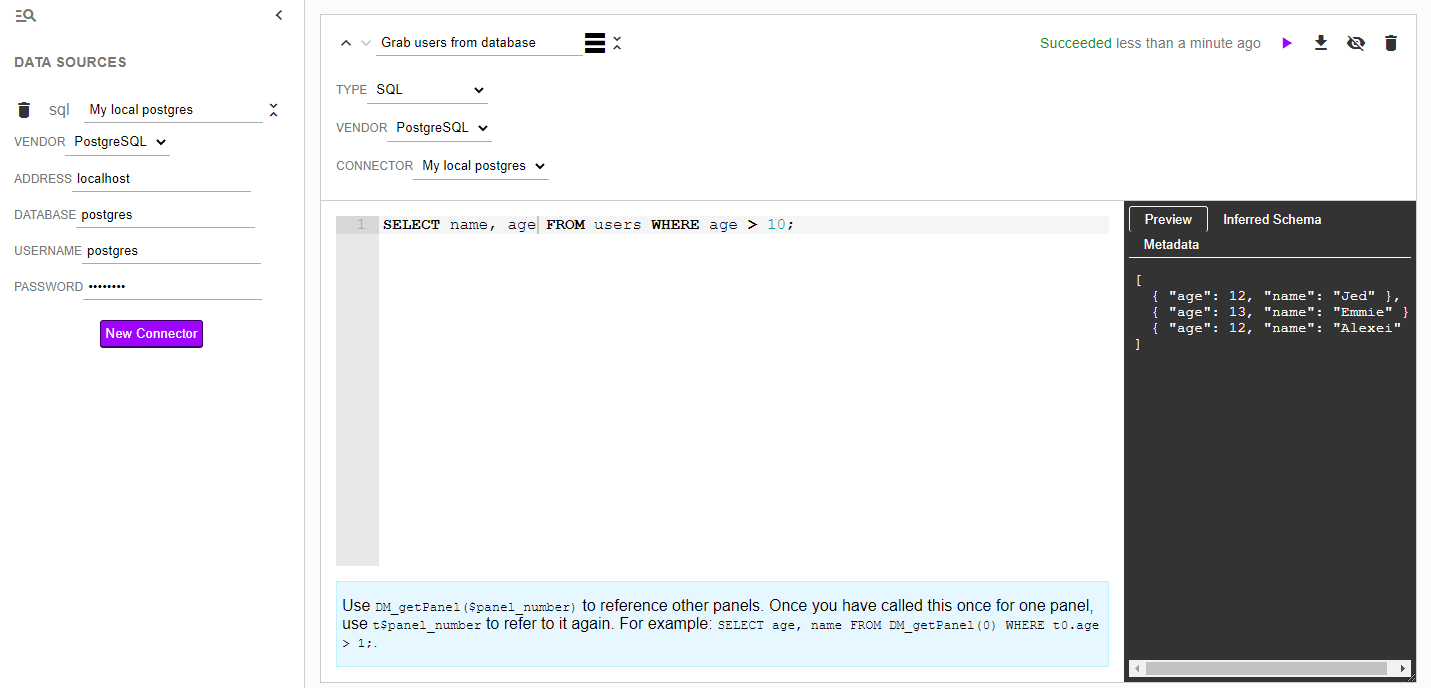 DATA SOURCES
sql My local postgres
VENDOR PostgreSQL
ADDRESS localhost
DATABASE postgres
USERNAME postgres
PASSWORD ••••••••
New Connector
Grab users from database
Succeeded less than a minute ago
TYPE SQL
VENDOR PostgreSQL
CONNECTOR My local postgres
1 SELECT name, age FROM users WHERE age > 10;
Use DM_getPanel($panel_number) to reference other panels. Once you have called this once for one panel,
use t$panel_number to refer to it again. For example: SELECT age, name FROM DM_getPanel(0) WHERE t0.age
> 1;.
Preview Inferred Schema
Metadata
[
{ "age": 12, "name": "Jed" },
{ "age": 13, "name": "Emmie" }
{ "age": 12, "name": "Alexei"
]